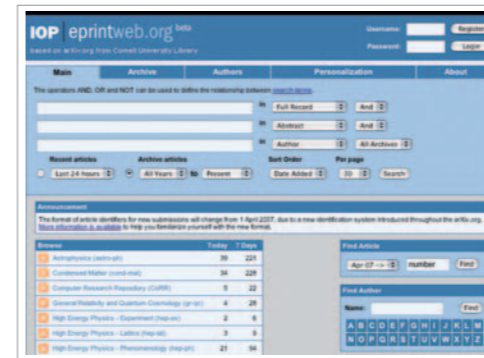 IOP eprintweb.org beta
Username: Register
based on arXiv.org from Cornell University Library
Password: Login
Main Archive Authors Personalization About
The operators AND, OR and NOT can be used to define the relationship between search terms.
in Full Record And
in Abstract And
in Author All Archives
Recent articles Archive articles Sort Order Per page
Last 24 hours All Years to Present Date Added 30 Search
Announcement
The format of article identifiers for new submissions will change from 1 April 2007, due to a new identification system introduced throughout the arXiv.org.
More information is available to help you familiarize yourself with the new format.
Browse Today 7 Days
Astrophysics (astro-ph) 39 221
Condensed Matter (cond-mat) 34 228
Computer Research Repository (CoRR) 5 22
General Relativity and Quantum Cosmology (gr-qc) 4 28
High Energy Physics - Experiment (hep-ex) 2
High Energy Physics - Lattice (hep-lat) 3
High Energy Physics - Phenomenology (hep-ph) 21 94
Find Article
Apr 07 -> number Find
Find Author
Name: Find
A B C D E F G H I J K L M
N O P Q R S T U V W X Y Z